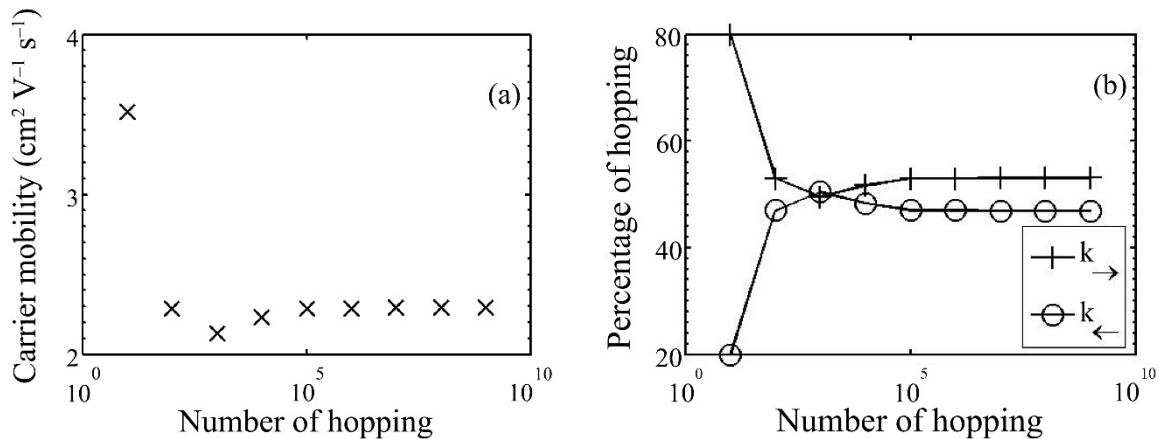 Carrier mobility (cm² V⁻¹ s⁻¹)
4
3
2
(a)
10⁰
10⁵
10¹⁰
Number of hopping
Percentage of hopping
80
60
40
20
(b)
k→
k←
10⁰
10⁵
10¹⁰
Number of hopping